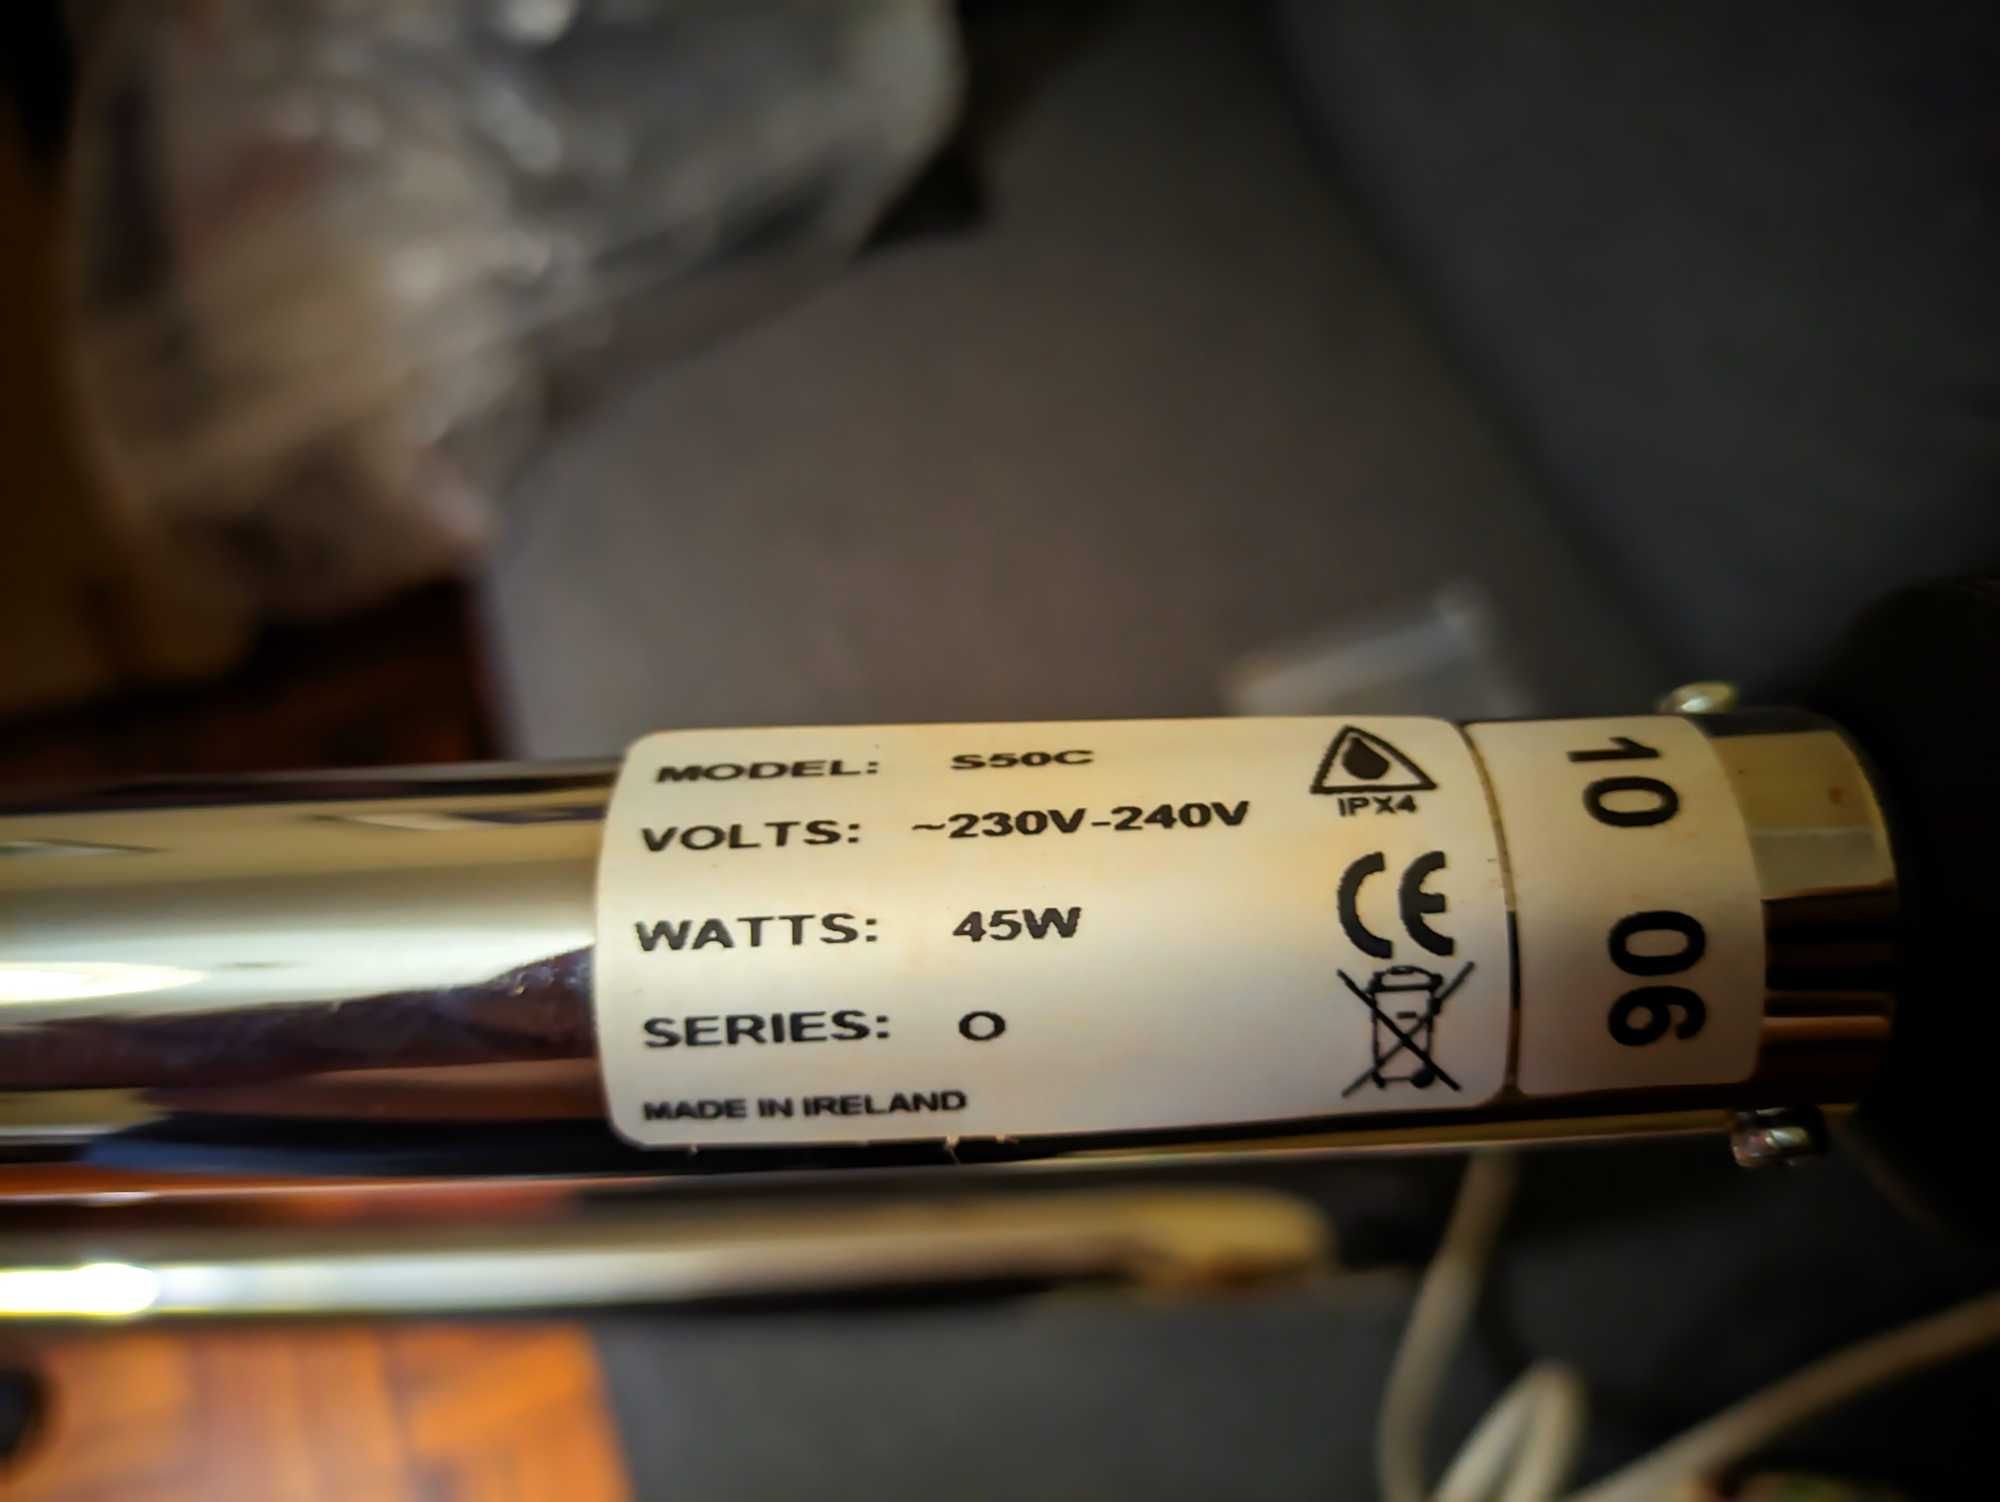 MODEL: S50C
VOLTS: ~230V-240V
WATTS: 45W
SERIES: O
MADE IN IRELAND
IPX4
CE
10 06